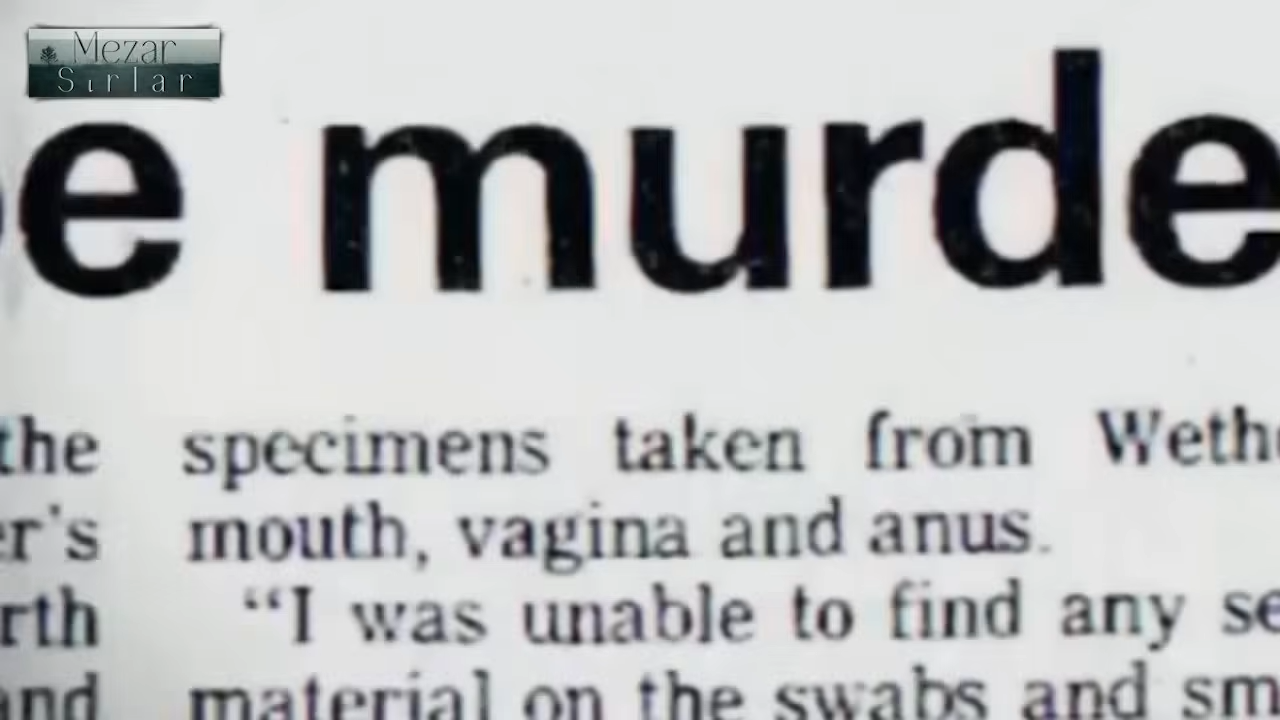 Mezar
Sırlar
e murde
the
er's
rth
and
specimens taken from Weth
mouth, vagina and anus.
“I was unable to find any se
material on the swabs and sm